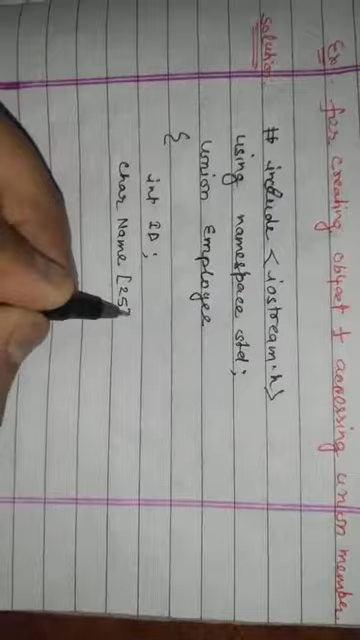 Ex:- for creating object & accessing union member.
Solution:
# include <iostream.h>
using namespace std;
Union Employee
{
int ID;
char Name [25]